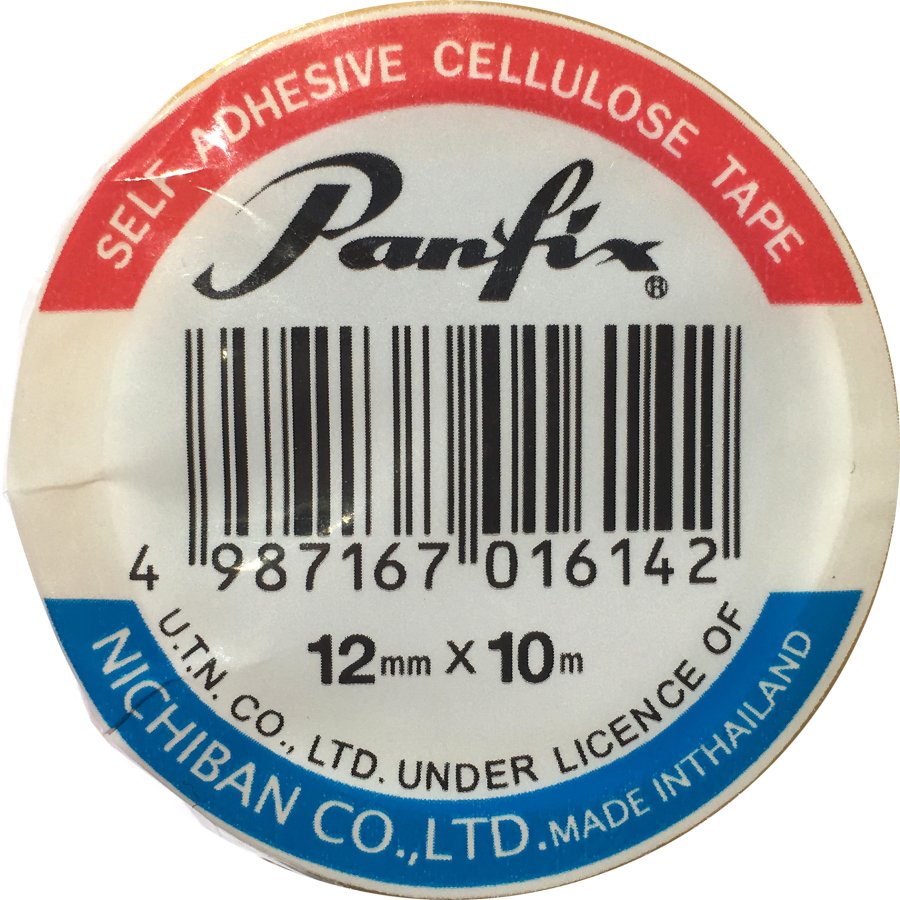 SELF ADHESIVE CELLULOSE TAPE
Panfix®
4 987167 016142
12mm X 10m
U.T.N. CO., LTD. UNDER LICENCE OF
NICHIBAN CO.,LTD. MADE INTHAILAND